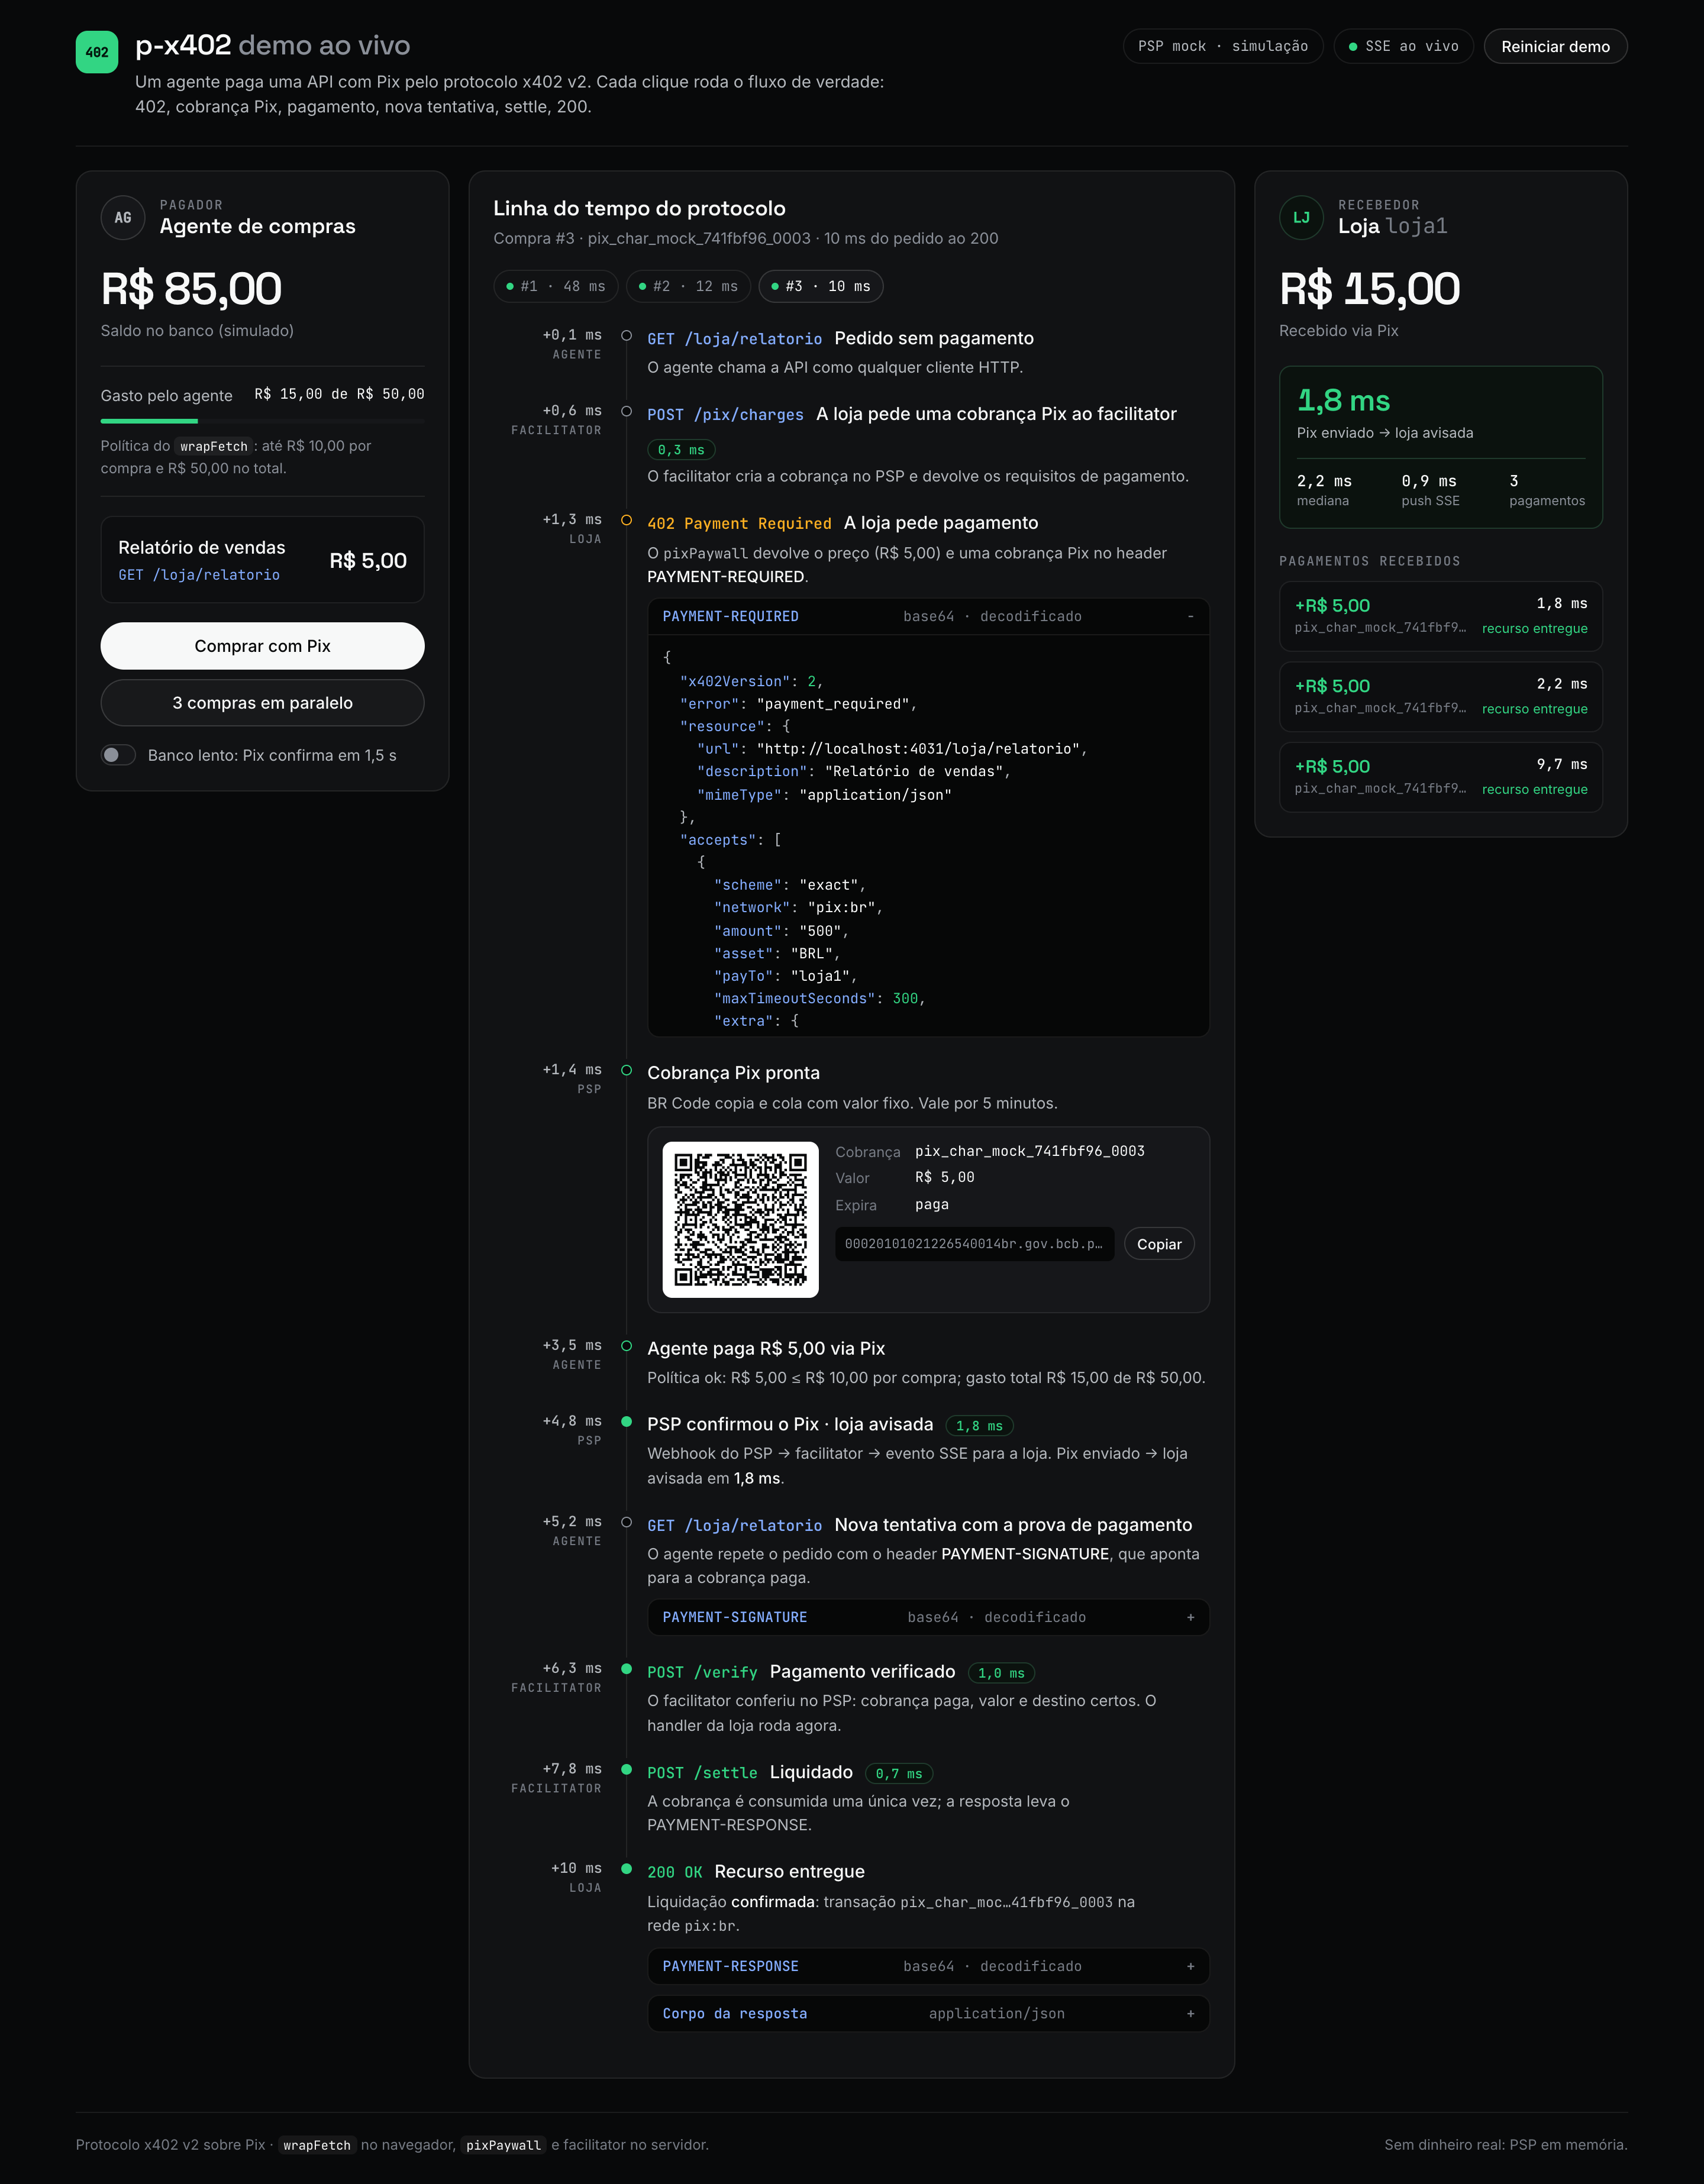 402
p-x402 demo ao vivo
Um agente paga uma API com Pix pelo protocolo x402 v2. Cada clique roda o fluxo de verdade:
402, cobrança Pix, pagamento, nova tentativa, settle, 200.
PSP mock · simulação
SSE ao vivo
Reiniciar demo
AG
PAGADOR
Agente de compras
R$ 85,00
Saldo no banco (simulado)
Gasto pelo agente R$ 15,00 de R$ 50,00
Política do wrapFetch: até R$ 10,00 por
compra e R$ 50,00 no total.
Relatório de vendas
GET /loja/relatorio
R$ 5,00
Comprar com Pix
3 compras em paralelo
Banco lento: Pix confirma em 1,5 s
Linha do tempo do protocolo
Compra #3 · pix_char_mock_741fbf96_0003 · 10 ms do pedido ao 200
#1 · 48 ms
#2 · 12 ms
#3 · 10 ms
+0,1 ms
AGENTE
GET /loja/relatorio Pedido sem pagamento
O agente chama a API como qualquer cliente HTTP.
+0,6 ms
FACILITATOR
POST /pix/charges A loja pede uma cobrança Pix ao facilitator
0,3 ms
O facilitator cria a cobrança no PSP e devolve os requisitos de pagamento.
+1,3 ms
LOJA
402 Payment Required A loja pede pagamento
O pixPaywall devolve o preço (R$ 5,00) e uma cobrança Pix no header
PAYMENT-REQUIRED.
PAYMENT-REQUIRED base64 · decodificado -
{
"x402Version": 2,
"error": "payment_required",
"resource": {
"url": "http://localhost:4031/loja/relatorio",
"description": "Relatório de vendas",
"mimeType": "application/json"
},
"accepts": [
{
"scheme": "exact",
"network": "pix:br",
"amount": "500",
"asset": "BRL",
"payTo": "loja1",
"maxTimeoutSeconds": 300,
"extra": {
+1,4 ms
PSP
Cobrança Pix pronta
BR Code copia e cola com valor fixo. Vale por 5 minutos.
Cobrança pix_char_mock_741fbf96_0003
Valor R$ 5,00
Expira paga
00020101021226540014br.gov.bcb.p…
Copiar
+3,5 ms
AGENTE
Agente paga R$ 5,00 via Pix
Política ok: R$ 5,00 ≤ R$ 10,00 por compra; gasto total R$ 15,00 de R$ 50,00.
+4,8 ms
PSP
PSP confirmou o Pix · loja avisada 1,8 ms
Webhook do PSP → facilitator → evento SSE para a loja. Pix enviado → loja
avisada em 1,8 ms.
+5,2 ms
AGENTE
GET /loja/relatorio Nova tentativa com a prova de pagamento
O agente repete o pedido com o header PAYMENT-SIGNATURE, que aponta
para a cobrança paga.
PAYMENT-SIGNATURE base64 · decodificado +
+6,3 ms
FACILITATOR
POST /verify Pagamento verificado 1,0 ms
O facilitator conferiu no PSP: cobrança paga, valor e destino certos. O
handler da loja roda agora.
+7,8 ms
FACILITATOR
POST /settle Liquidado 0,7 ms
A cobrança é consumida uma única vez; a resposta leva o
PAYMENT-RESPONSE.
+10 ms
LOJA
200 OK Recurso entregue
Liquidação confirmada: transação pix_char_moc…41fbf96_0003 na
rede pix:br.
PAYMENT-RESPONSE base64 · decodificado +
Corpo da resposta application/json +
LJ
RECEBEDOR
Loja loja1
R$ 15,00
Recebido via Pix
1,8 ms
Pix enviado → loja avisada
2,2 ms 0,9 ms 3
mediana push SSE pagamentos
PAGAMENTOS RECEBIDOS
+R$ 5,00 1,8 ms
pix_char_mock_741fbf9… recurso entregue
+R$ 5,00 2,2 ms
pix_char_mock_741fbf9… recurso entregue
+R$ 5,00 9,7 ms
pix_char_mock_741fbf9… recurso entregue
Protocolo x402 v2 sobre Pix · wrapFetch no navegador, pixPaywall e facilitator no servidor.
Sem dinheiro real: PSP em memória.